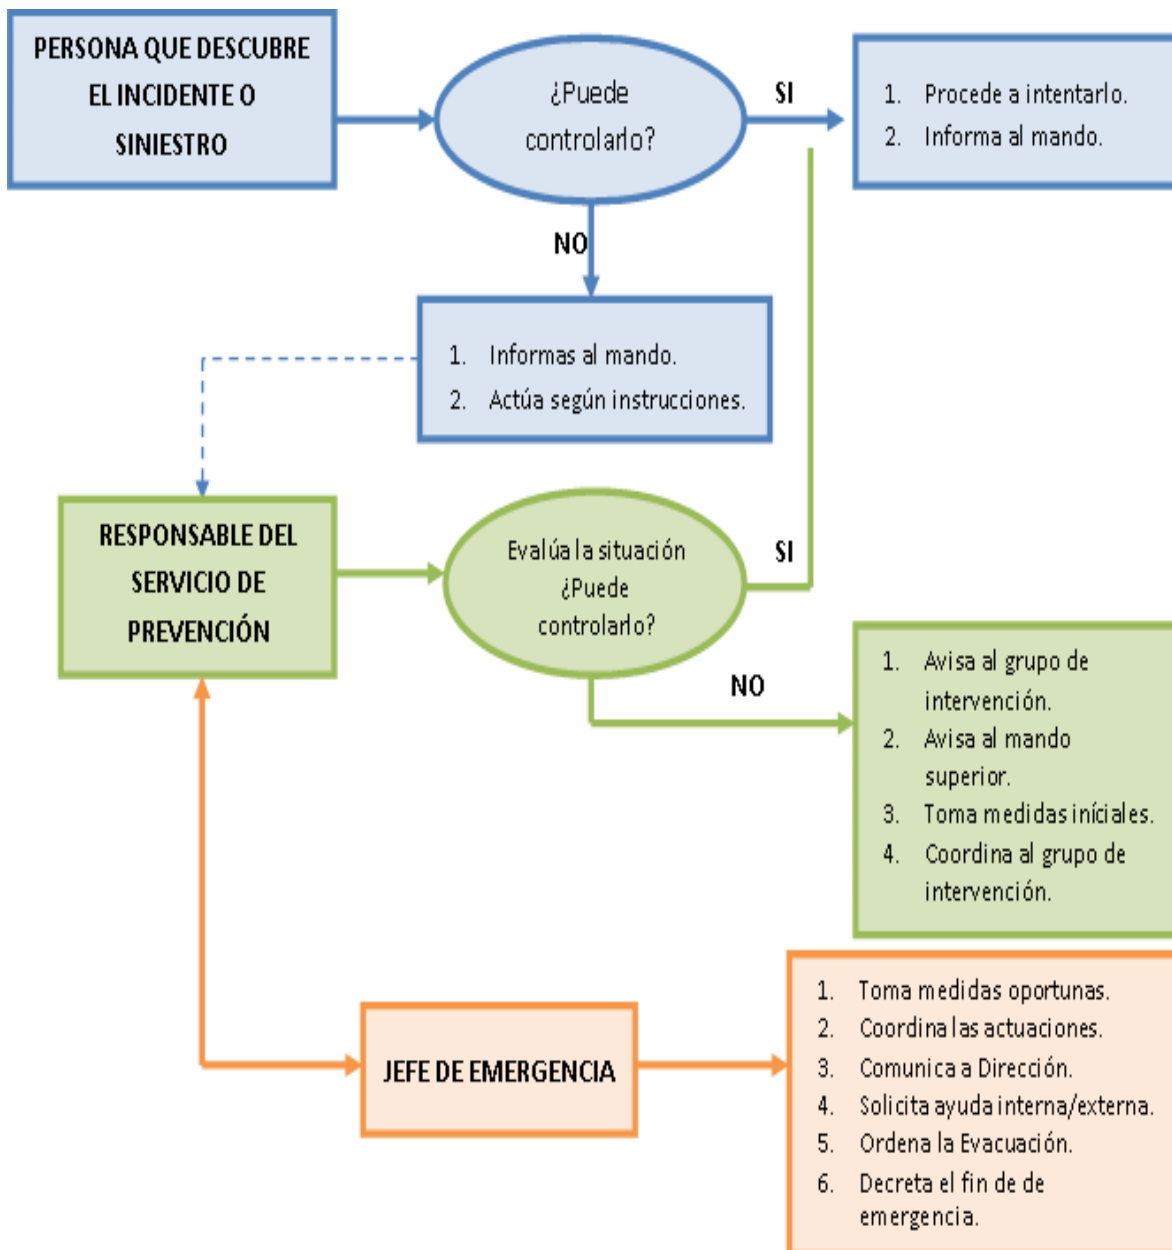 PERSONA QUE DESCUBRE
EL INCIDENTE O
SINIESTRO
¿Puede
controlarlo?
SI
1. Procede a intentarlo.
2. Informa al mando.
NO
1. Informas al mando.
2. Actúa según instrucciones.
RESPONSABLE DEL
SERVICIO DE
PREVENCIÓN
Evalúa la situación
¿Puede
controlarlo?
SI
NO
1. Avisa al grupo de
intervención.
2. Avisa al mando
superior.
3. Toma medidas iníciales.
4. Coordina al grupo de
intervención.
JEFE DE EMERGENCIA
1. Toma medidas oportunas.
2. Coordina las actuaciones.
3. Comunica a Dirección.
4. Solicita ayuda interna/externa.
5. Ordena la Evacuación.
6. Decreta el fin de de
emergencia.